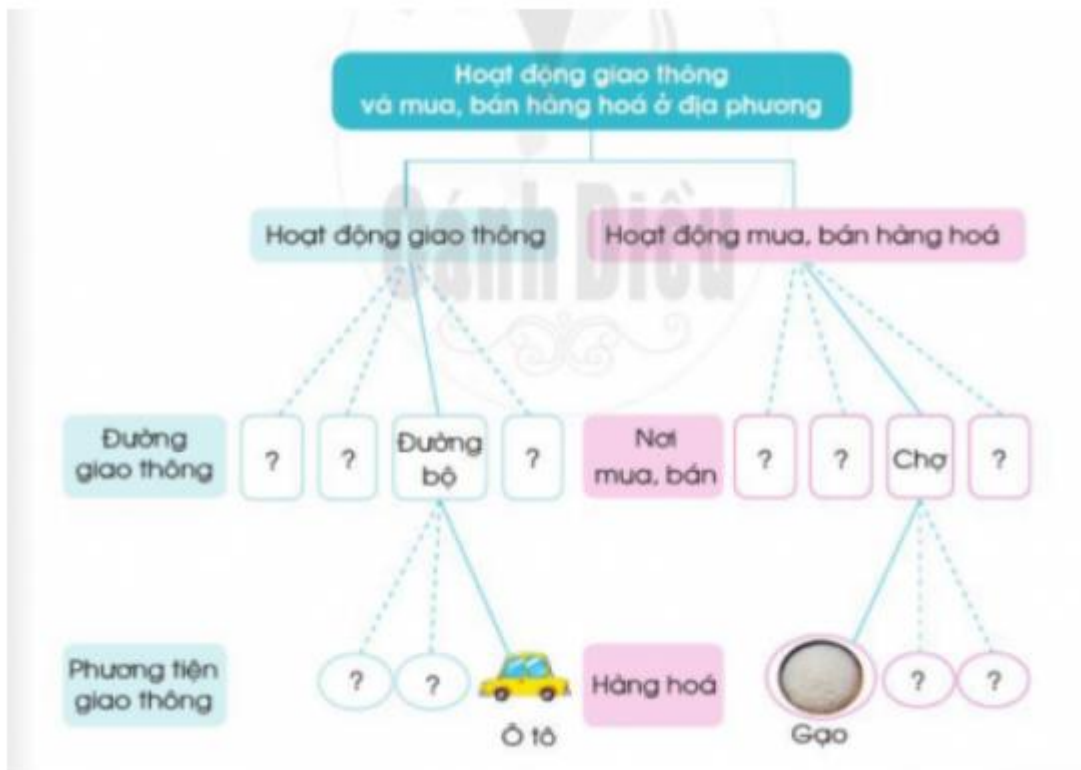 Hoạt động giao thông
và mua, bán hàng hoá ở địa phương
Cánh Diều
Hoạt động giao thông
Hoạt động mua, bán hàng hoá
Đường
giao thông
?
?
Đường
bộ
?
Nơi
mua, bán
?
?
Chợ
?
Phương tiện
giao thông
?
?
Ô tô
Hàng hoá
Gạo
?
?